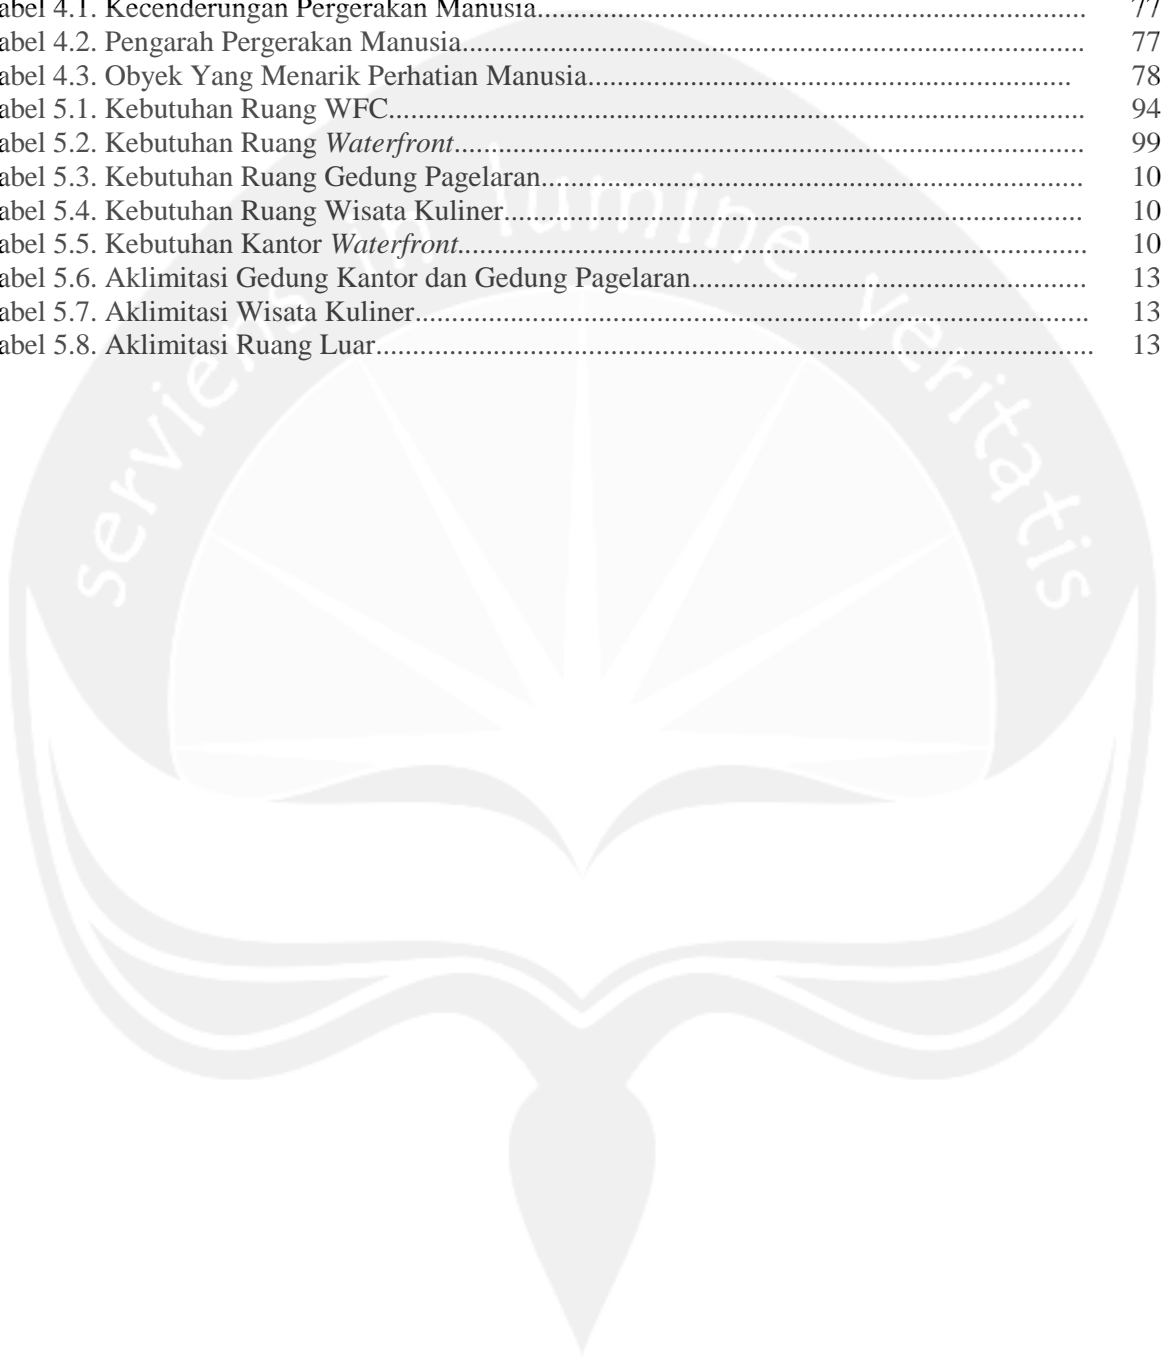 abel 4.1. Kecenderungan Pergerakan Manusia.......................................................................... 77
abel 4.2. Pengarah Pergerakan Manusia.................................................................................... 77
abel 4.3. Obyek Yang Menarik Perhatian Manusia................................................................. 78
abel 5.1. Kebutuhan Ruang WFC.............................................................................................. 94
abel 5.2. Kebutuhan Ruang Waterfront..................................................................................... 99
abel 5.3. Kebutuhan Ruang Gedung Pagelaran......................................................................... 10
abel 5.4. Kebutuhan Ruang Wisata Kuliner.............................................................................. 10
abel 5.5. Kebutuhan Kantor Waterfront.................................................................................... 10
abel 5.6. Aklimitasi Gedung Kantor dan Gedung Pagelaran..................................................... 13
abel 5.7. Aklimitasi Wisata Kuliner........................................................................................... 13
abel 5.8. Aklimitasi Ruang Luar................................................................................................. 13
serviens in lumine veritatis